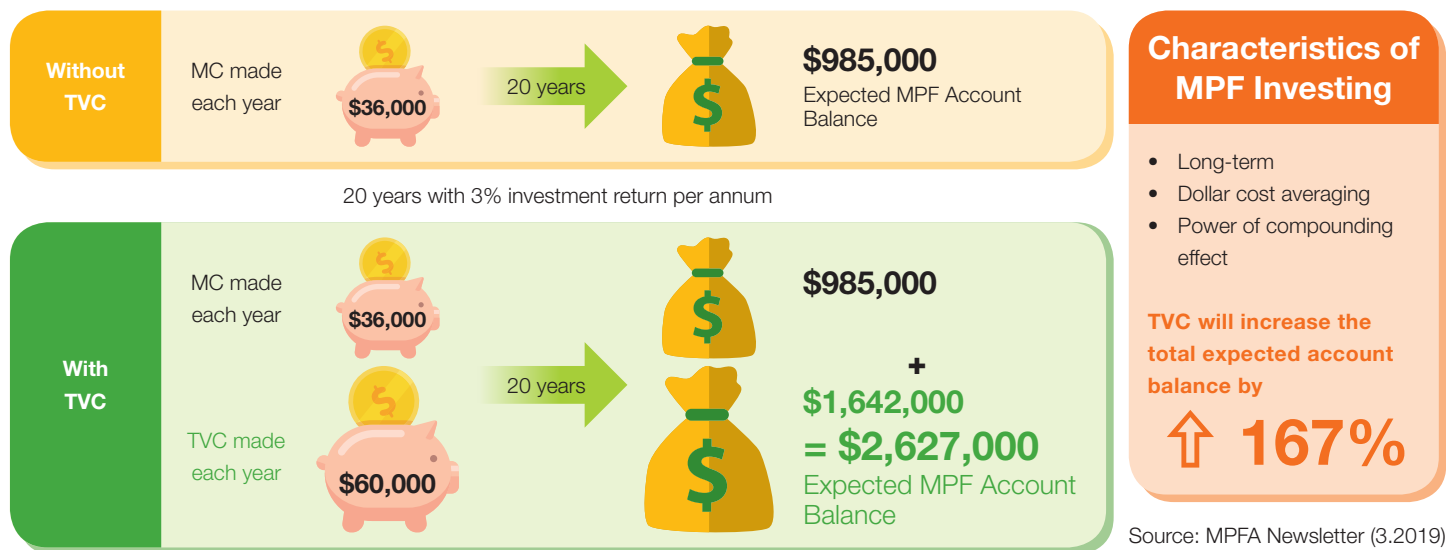 Without
TVC
MC made
each year
$
$36,000
20 years
$
$985,000
Expected MPF Account
Balance
20 years with 3% investment return per annum
With
TVC
MC made
each year
$
$36,000
TVC made
each year
$
$60,000
20 years
$
$
$985,000
+
$1,642,000
= $2,627,000
Expected MPF Account
Balance
Characteristics of
MPF Investing
• Long-term
• Dollar cost averaging
• Power of compounding
effect
TVC will increase the
total expected account
balance by
167%
Source: MPFA Newsletter (3.2019)